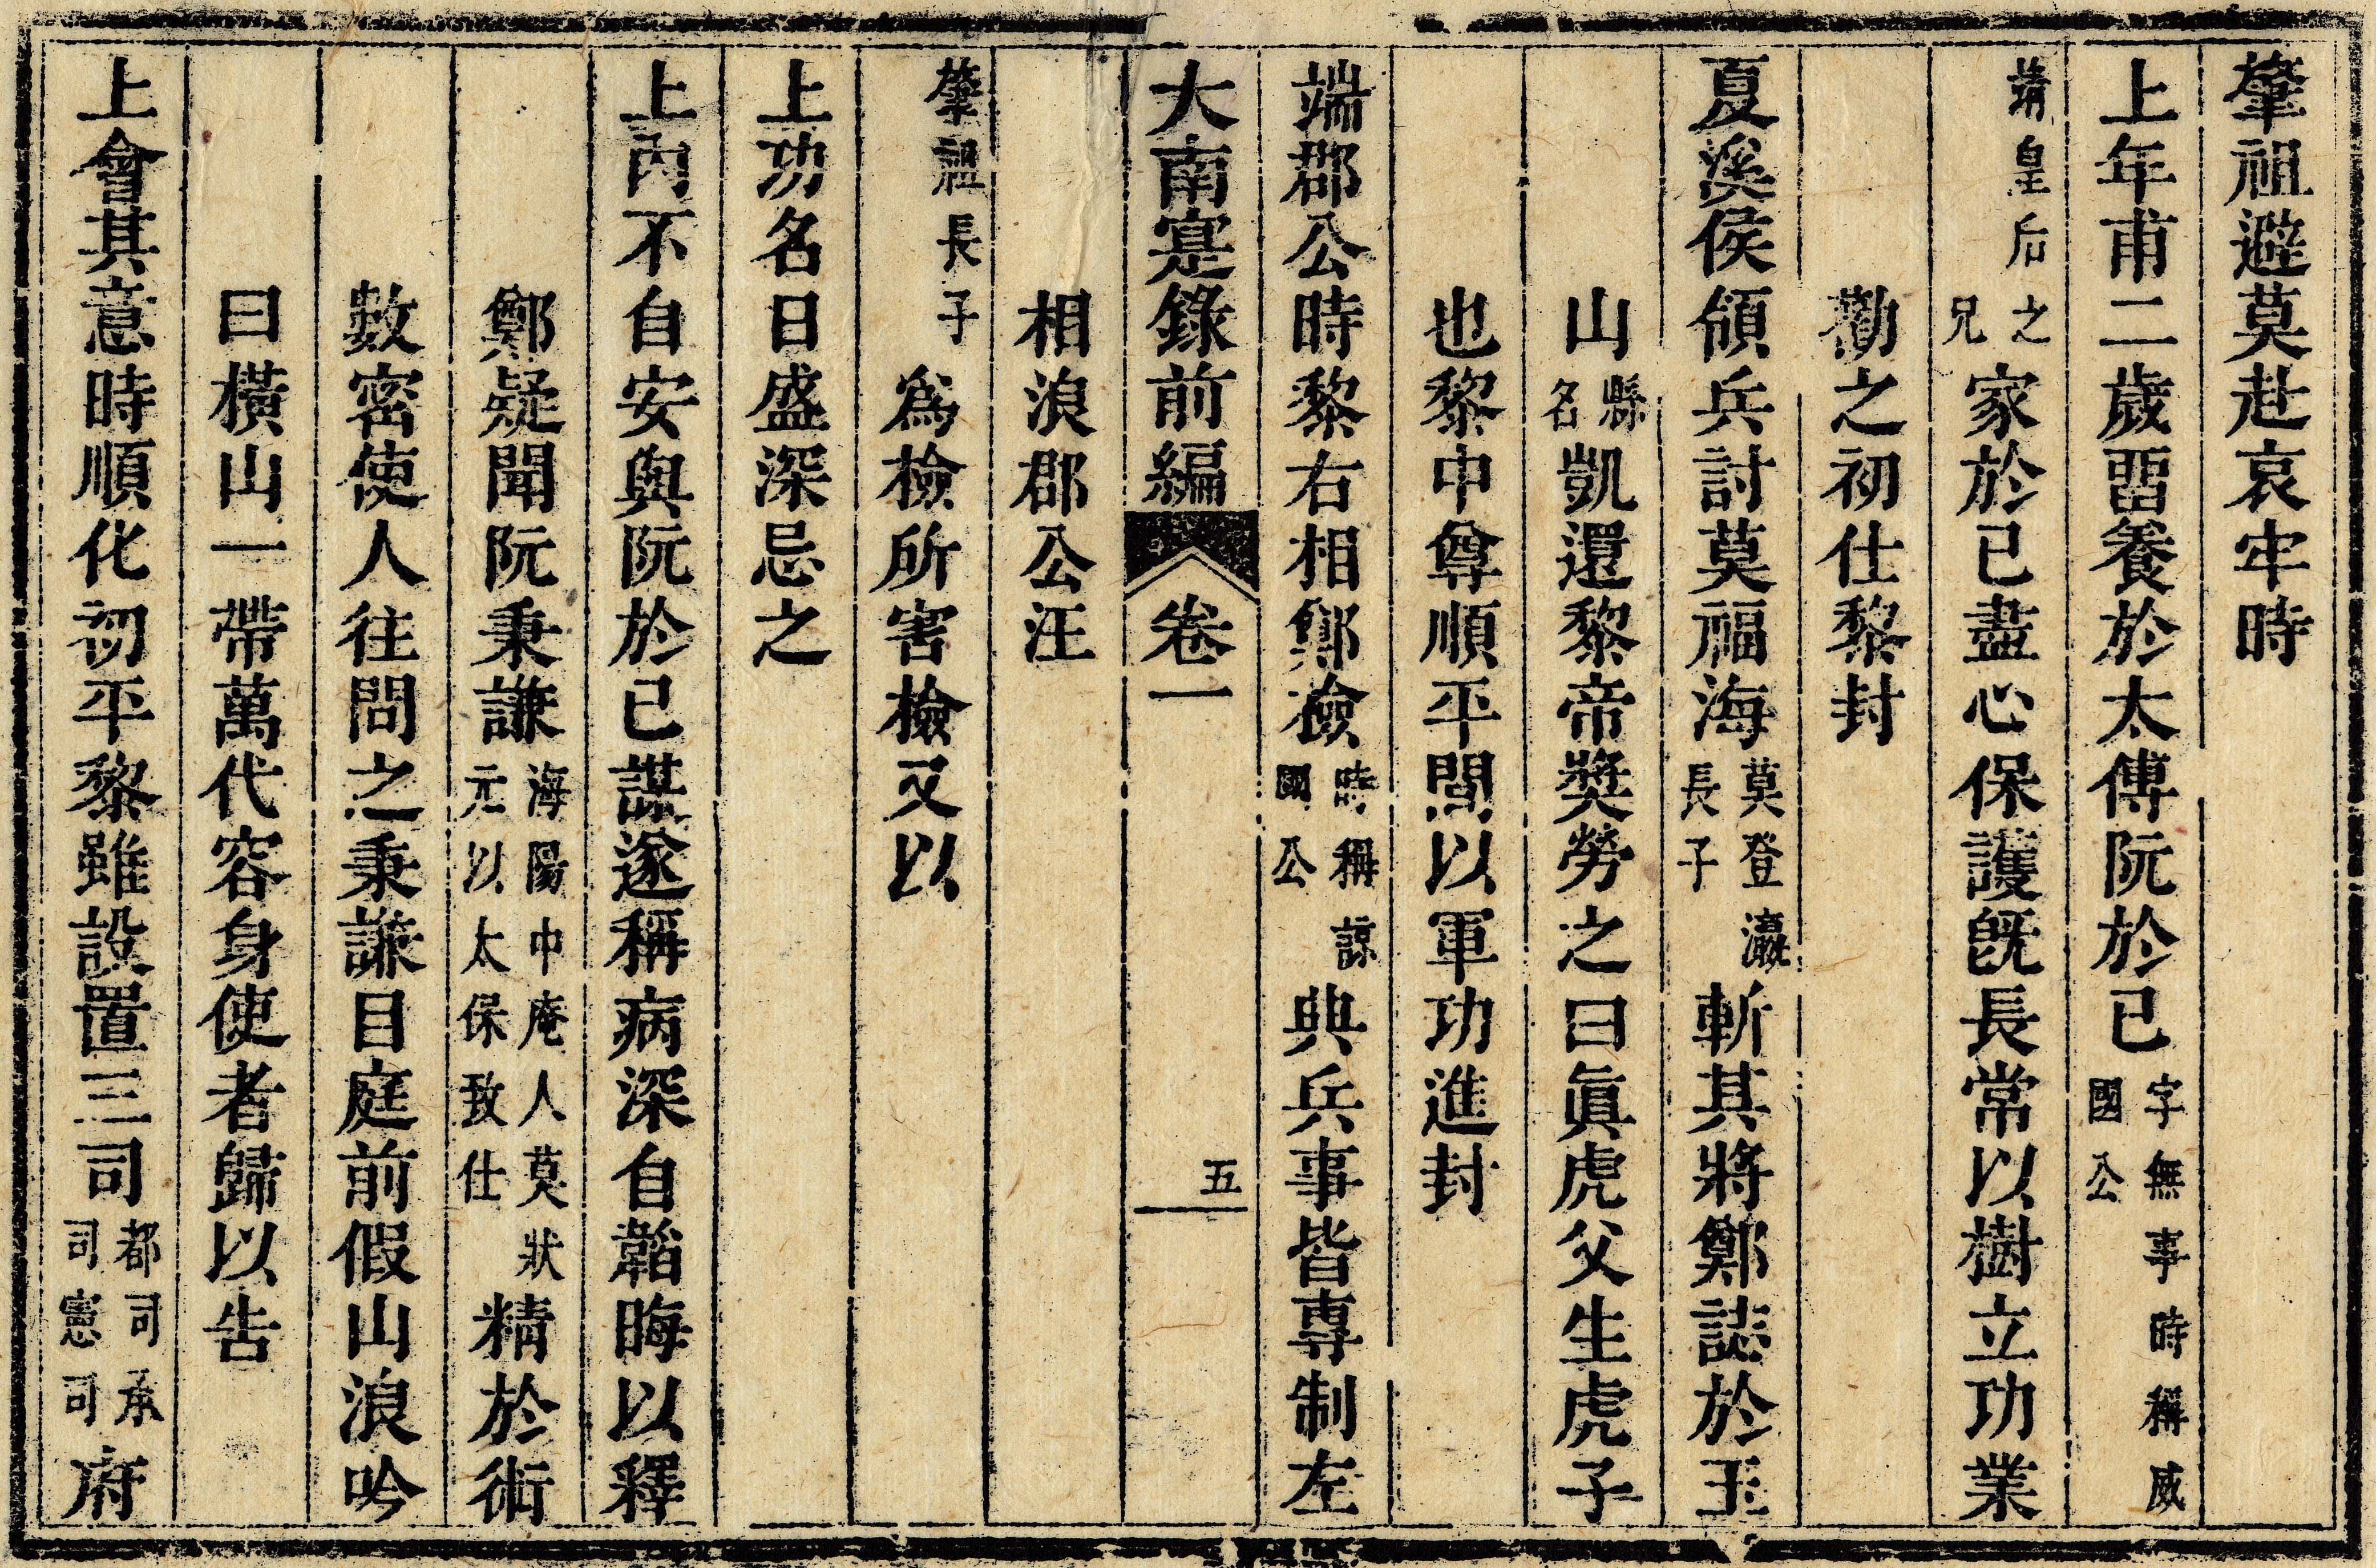 肇祖避莫赴哀牢時
上年甫二歲畱養於太傅阮於已字無事時稱威國公
靖皇后之兄家於已盡心保護旣長常以樹立功業
勸之初仕黎封
夏溪侯領兵討莫福海莫登瀛長子斬其將鄭誌於玉
山縣名凱還黎帝奬勞之曰眞虎父生虎子
也黎中尊順平間以軍功進封
端郡公時黎右相鄭檢時稱諒國公典兵事皆專制左
大南寔錄前編 卷一 五
相浪郡公汪
肇祖長子爲檢所害檢又以
上功名日盛深忌之
上內不自安與阮於已謀遂稱病深自韜晦以釋
鄭疑聞阮秉謙海陽中庵人莫狀元以太保致仕精於術
數密使人往問之秉謙目庭前假山浪吟
曰橫山一帶萬代容身使者歸以告
上會其意時順化初平黎雖設置三司都司承司憲司府